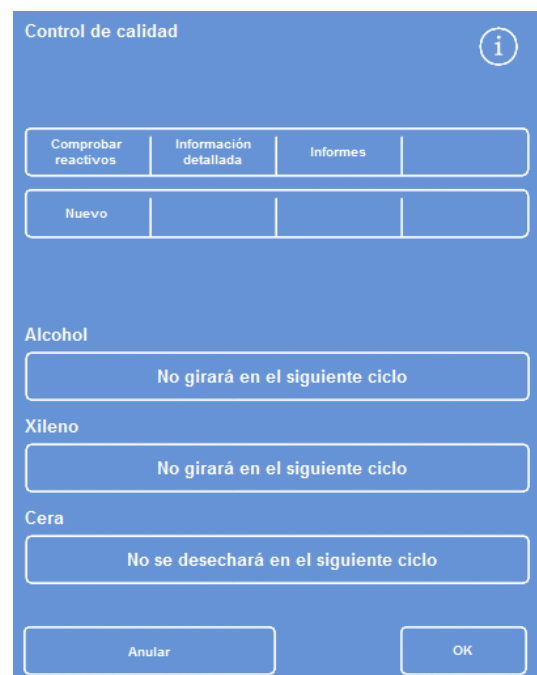 Control de calidad
i
Comprobar
reactivos
Información
detallada
Informes
Nuevo
Alcohol
No girará en el siguiente ciclo
Xileno
No girará en el siguiente ciclo
Cera
No se desechará en el siguiente ciclo
Anular
OK